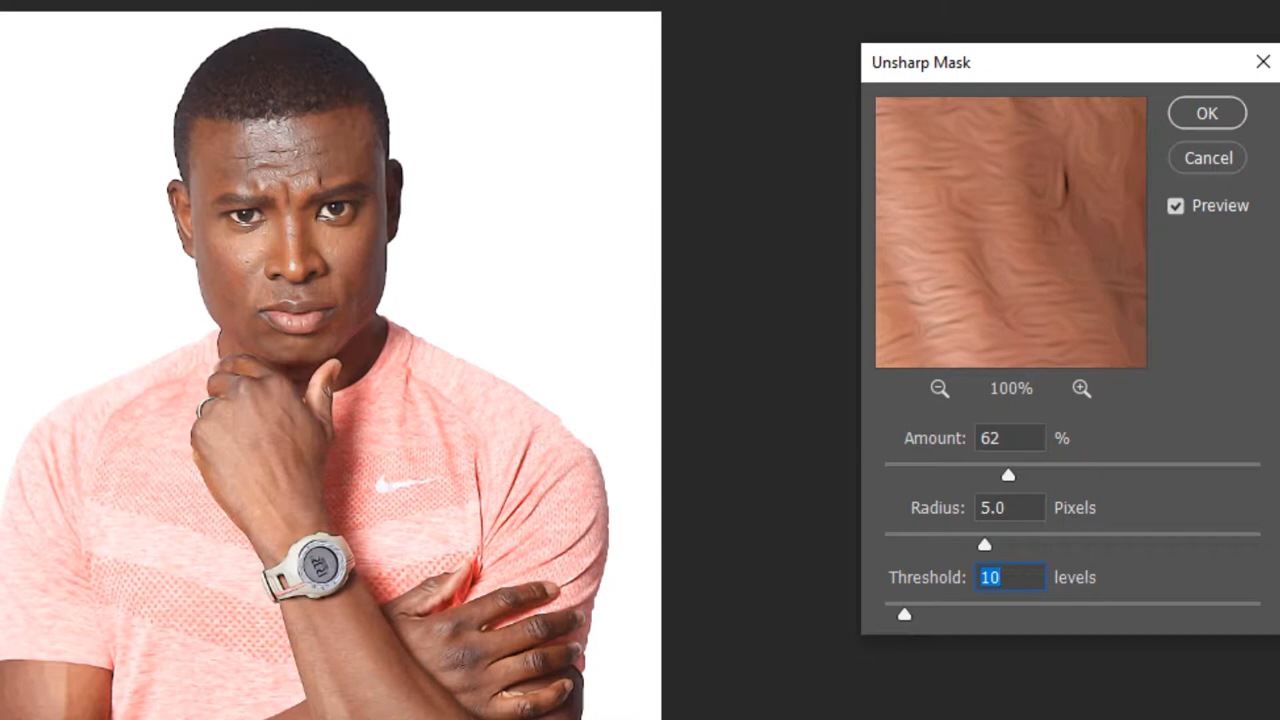 Unsharp Mask
OK
Cancel
Preview
100%
Amount: 62 %
Radius: 5.0 Pixels
Threshold: 10 levels